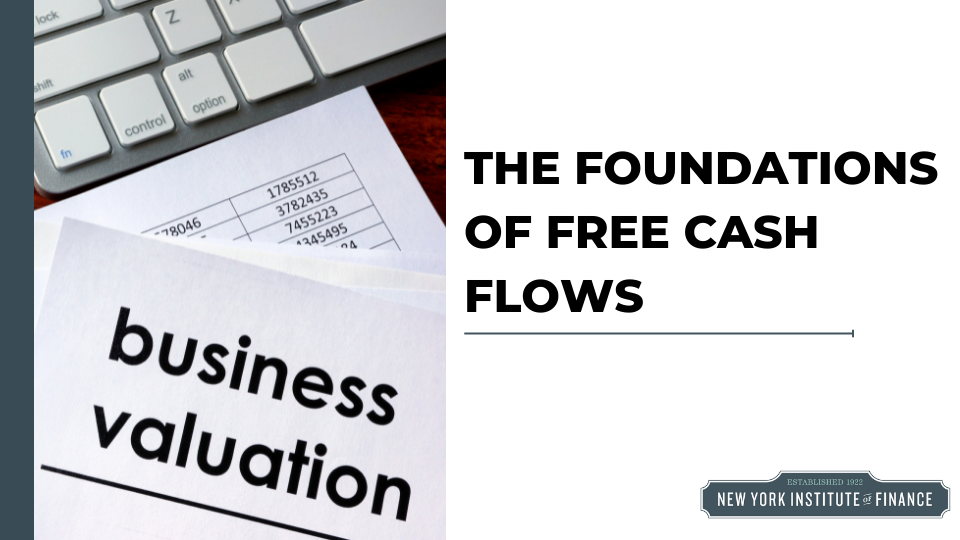 lock
Z
X
shift
alt
fn
control
option
1785512
3782435
7455223
4345495
business
valuation
THE FOUNDATIONS
OF FREE CASH
FLOWS
ESTABLISHED 1922
NEW YORK INSTITUTE of FINANCE